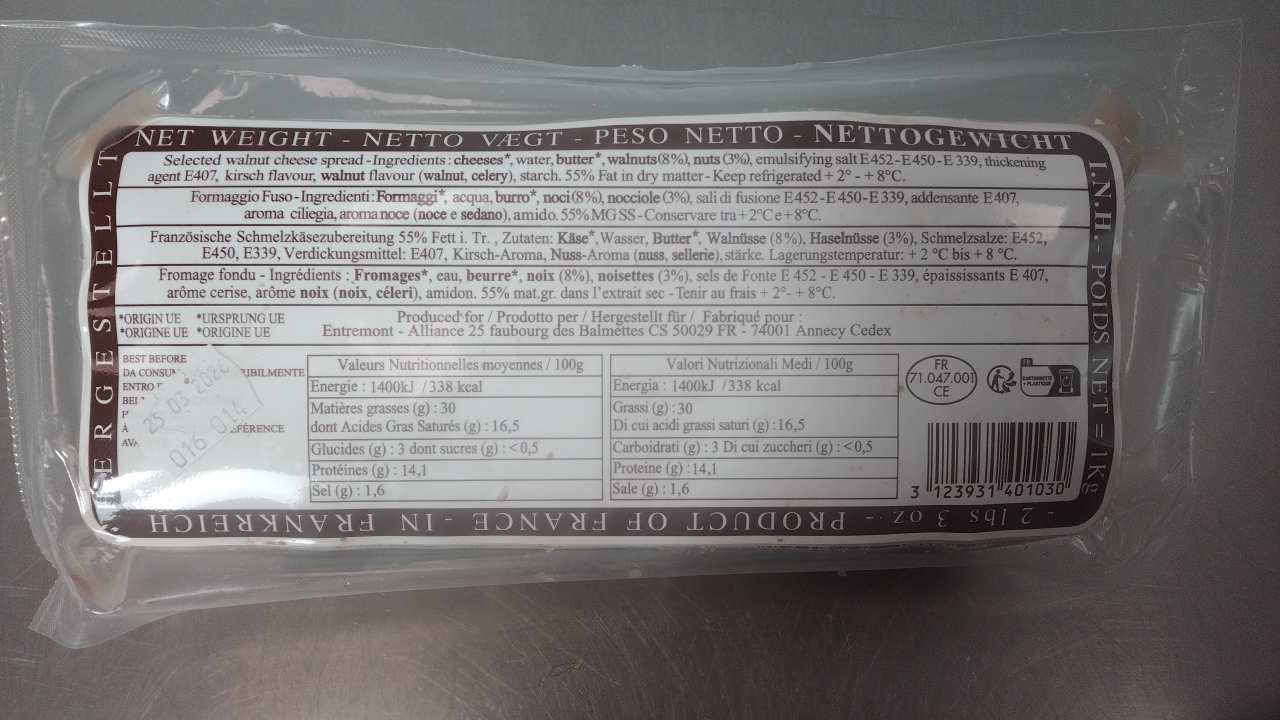 NET WEIGHT - NETTO VÆGT - PESO NETTO - NETTOGEWICHT
I.N.H. - POIDS NET = 1Kg
Selected walnut cheese spread - Ingredients : cheeses*, water, butter*, walnuts (8%), nuts (3%), emulsifying salt E452 - E450 - E 339, thickening
agent E407, kirsch flavour, walnut flavour (walnut, celery), starch. 55% Fat in dry matter - Keep refrigerated + 2° - + 8°C.
Formaggio Fuso - Ingredienti : Formaggi*, acqua, burro*, noci (8%), nocciole (3%), sali di fusione E452 - E 450 - E 339, addensante E407,
aroma ciliegia, aroma noce (noce e sedano), amido. 55% MG SS - Conservare tra + 2°C e + 8°C.
Französische Schmelzkäsezubereitung 55% Fett i. Tr. , Zutaten: Käse*, Wasser, Butter*, Walnüsse (8%), Haselnüsse (3%), Schmelzsalze: E452,
E450, E339, Verdickungsmittel: E407, Kirsch-Aroma, Nuss-Aroma (nuss, sellerie), stärke. Lagerungstemperatur: + 2 °C bis + 8 °C.
Fromage fondu - Ingrédients : Fromages*, eau, beurre*, noix (8%), noisettes (3%), sels de Fonte E 452 - E 450 - E 339, épaississants E 407,
arôme cerise, arôme noix (noix, céleri), amidon. 55% mat.gr. dans l'extrait sec - Tenir au frais + 2°- + 8°C.
*ORIGIN UE *URSPRUNG UE
*ORIGINE UE *ORIGINE UE
Produced for / Prodotto per / Hergestellt für / Fabriqué pour :
Entremont - Alliance 25 faubourg des Balmettes CS 50029 FR - 74001 Annecy Cedex
BEST BEFORE
DA CONSUM
ENTRO
BEI
À
25 03 2026
016 014
Valeurs Nutritionnelles moyennes / 100g
Energie : 1400kJ / 338 kcal
Matières grasses (g) : 30
dont Acides Gras Saturés (g) : 16,5
Glucides (g) : 3 dont sucres (g) : < 0,5
Protéines (g) : 14,1
Sel (g) : 1,6
Valori Nutrizionali Medi / 100g
Energia : 1400kJ / 338 kcal
Grassi (g) : 30
Di cui acidi grassi saturi (g) : 16,5
Carboidrati (g) : 3 Di cui zuccheri (g) : < 0,5
Proteine (g) : 14,1
Sale (g) : 1,6
FR
71.047.001
CE
3 123931 401030
- 2 lbs 3 oz - PRODUCT OF FRANCE - IN FRANKREICH
HERGESTELLT